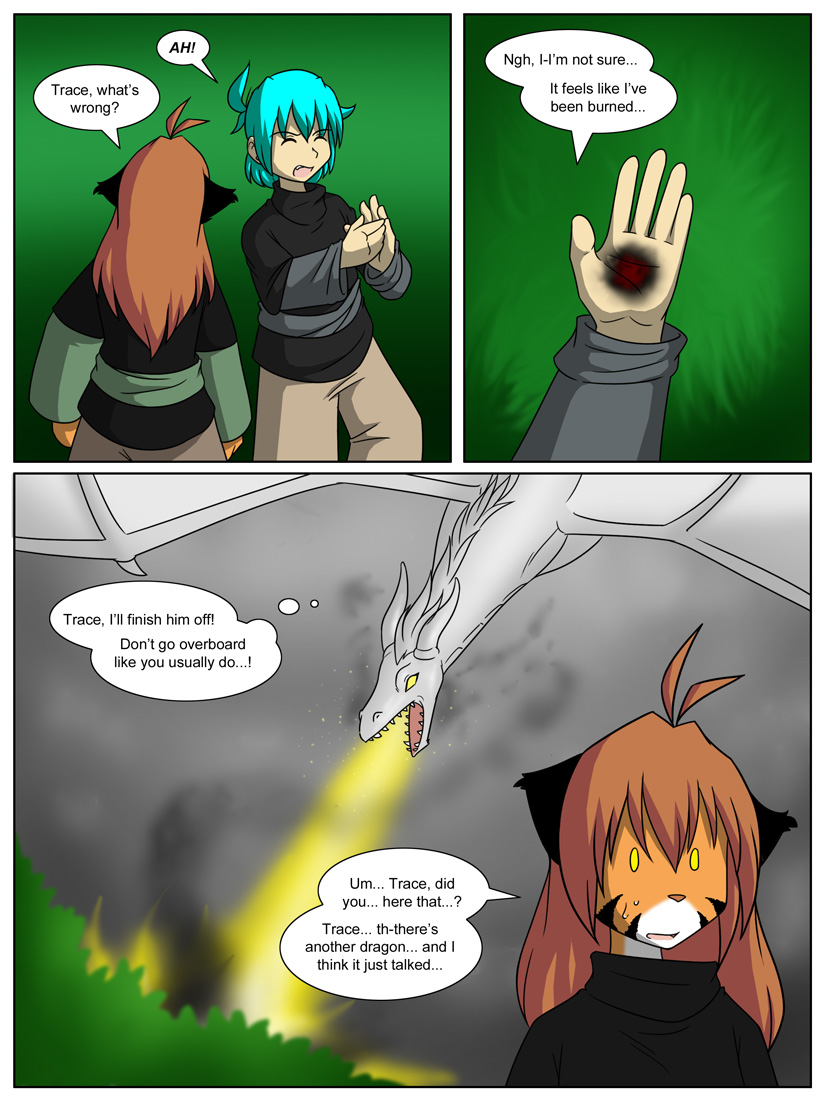 AH!
Trace, what's
wrong?
Ngh, I-I'm not sure...
It feels like I've
been burned...
Trace, I'll finish him off!
Don't go overboard
like you usually do...!
Um... Trace, did
you... here that...?
Trace... th-there's
another dragon... and I
think it just talked...